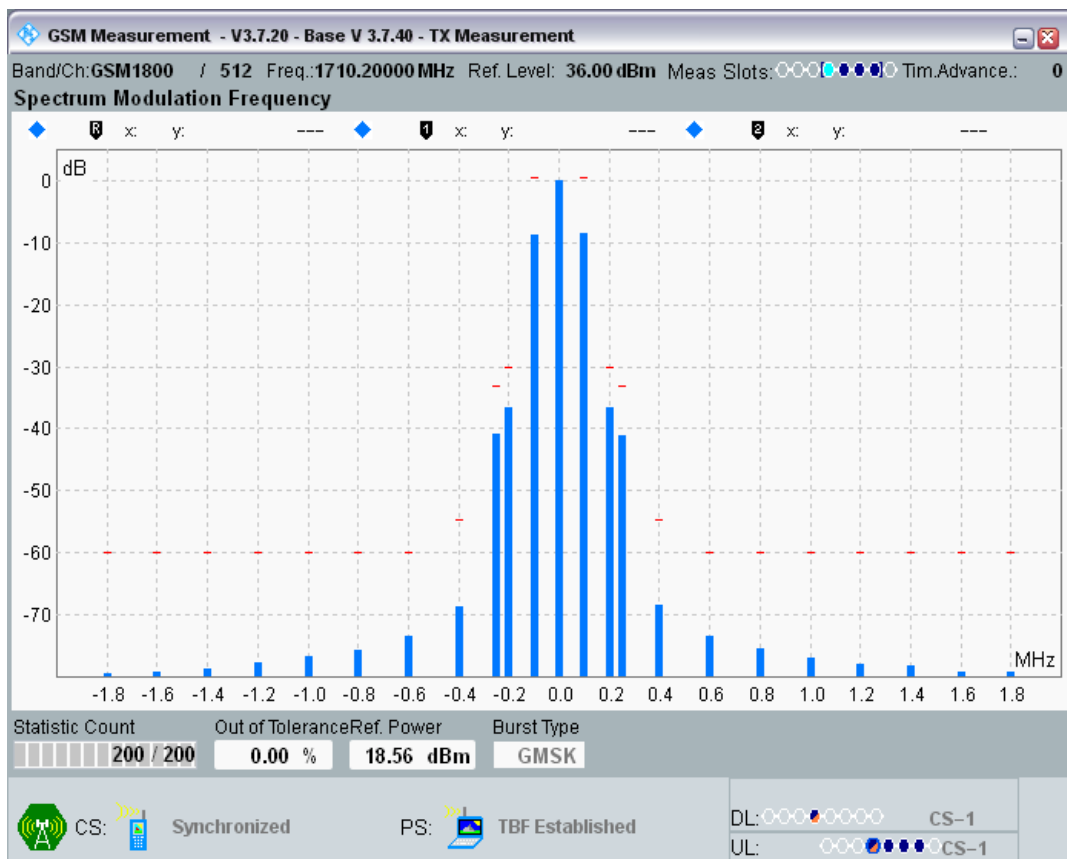 GSM Measurement - V3.7.20 - Base V 3.7.40 - TX Measurement
Band/Ch:GSM1800 / 512 Freq.:1710.20000 MHz Ref. Level: 36.00 dBm Meas Slots: Tim.Advance.: 0
Spectrum Modulation Frequency
R x: y: --- 1 x: y: --- 2 x: y: ---
dB
0
-10
-20
-30
-40
-50
-60
-70
MHz
-1.8 -1.6 -1.4 -1.2 -1.0 -0.8 -0.6 -0.4 -0.2 0.0 0.2 0.4 0.6 0.8 1.0 1.2 1.4 1.6 1.8
Statistic Count Out of Tolerance Ref. Power Burst Type
200 / 200 0.00 % 18.56 dBm GMSK
CS: Synchronized PS: TBF Established
DL: CS-1
UL: CS-1